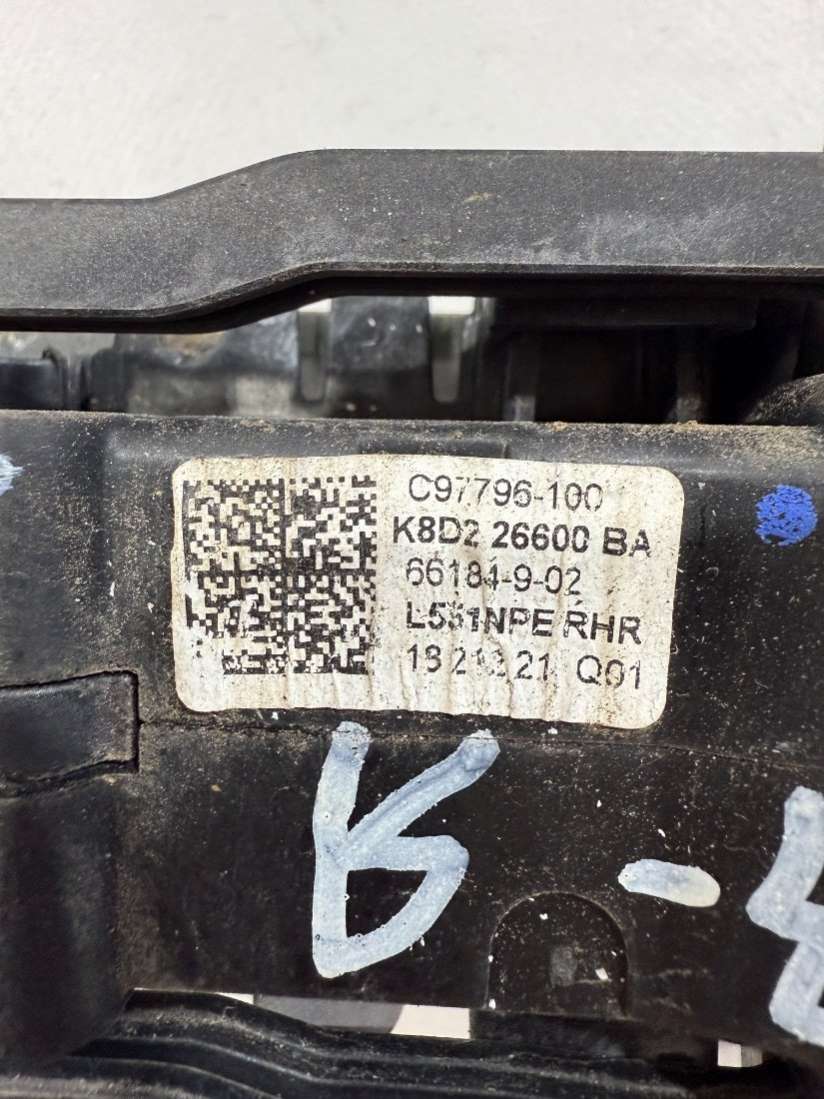 C97796-100
K8D2 26600 BA
66184-9-02
L551NPE RHR
Q01